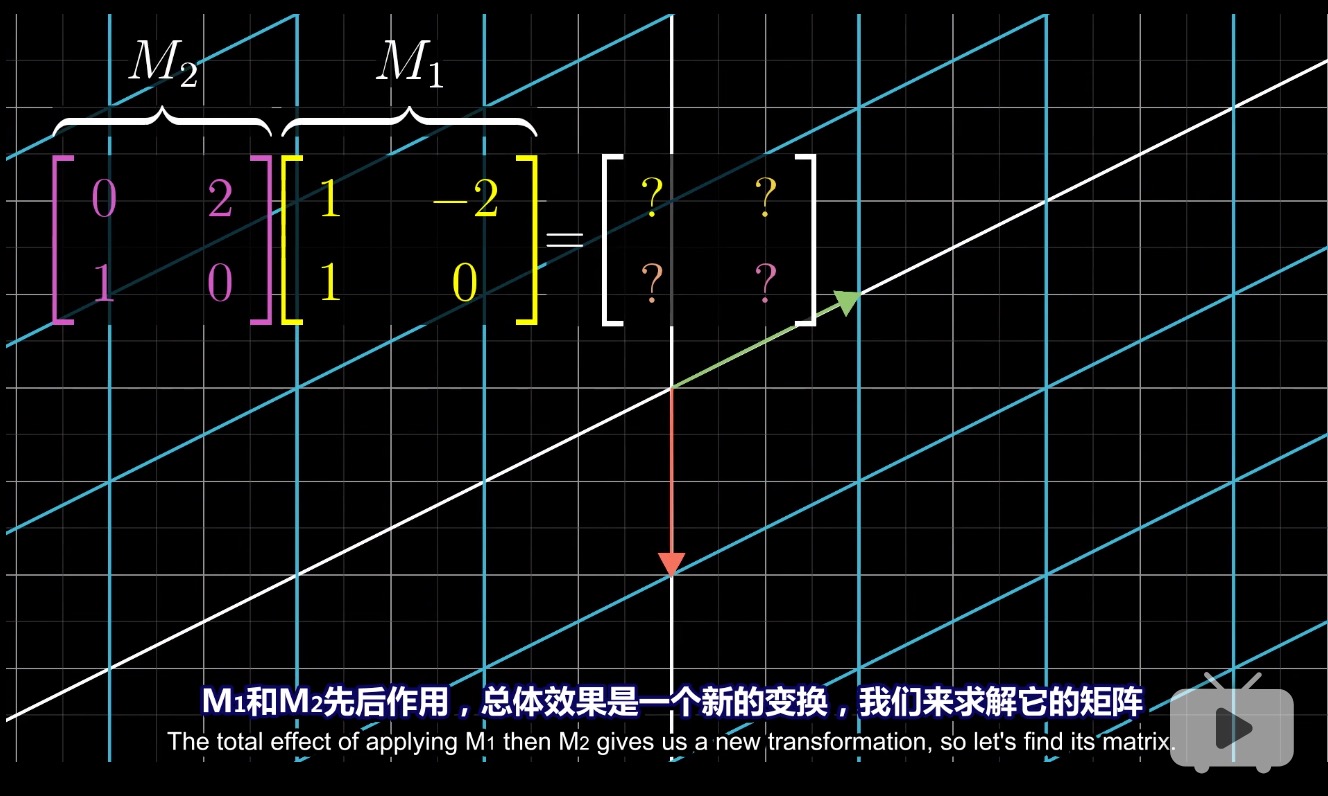 M₂ M₁
[0 2] [1 −2] = [? ?]
[1 0] [1 0] [? ?]
M₁和M₂先后作用，总体效果是一个新的变换，我们来求解它的矩阵
The total effect of applying M₁ then M₂ gives us a new transformation, so let's find its matrix.